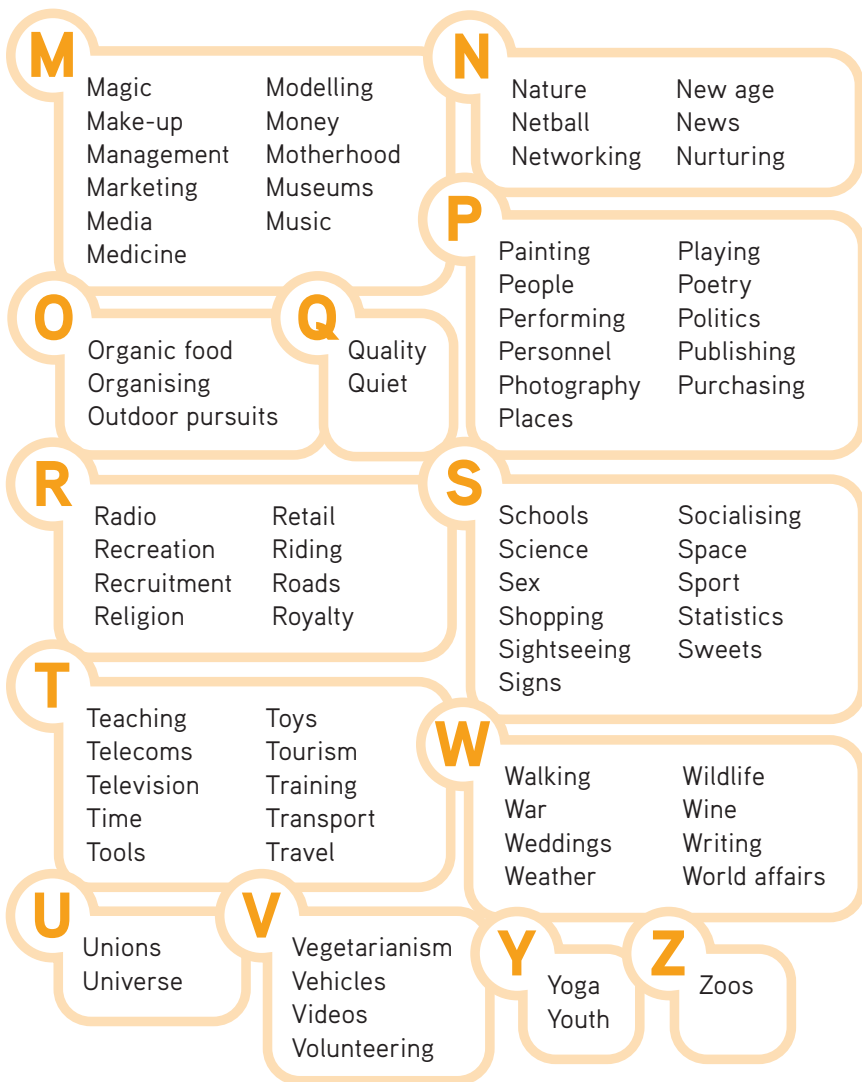 M
Magic
Make-up
Management
Marketing
Media
Medicine
Modelling
Money
Motherhood
Museums
Music
N
Nature
Netball
Networking
New age
News
Nurturing
O
Organic food
Organising
Outdoor pursuits
Q
Quality
Quiet
P
Painting
People
Performing
Personnel
Photography
Places
Playing
Poetry
Politics
Publishing
Purchasing
R
Radio
Recreation
Recruitment
Religion
Retail
Riding
Roads
Royalty
S
Schools
Science
Sex
Shopping
Sightseeing
Signs
Socialising
Space
Sport
Statistics
Sweets
T
Teaching
Telecoms
Television
Time
Tools
Toys
Tourism
Training
Transport
Travel
W
Walking
War
Weddings
Weather
Wildlife
Wine
Writing
World affairs
U
Unions
Universe
V
Vegetarianism
Vehicles
Videos
Volunteering
Y
Yoga
Youth
Z
Zoos